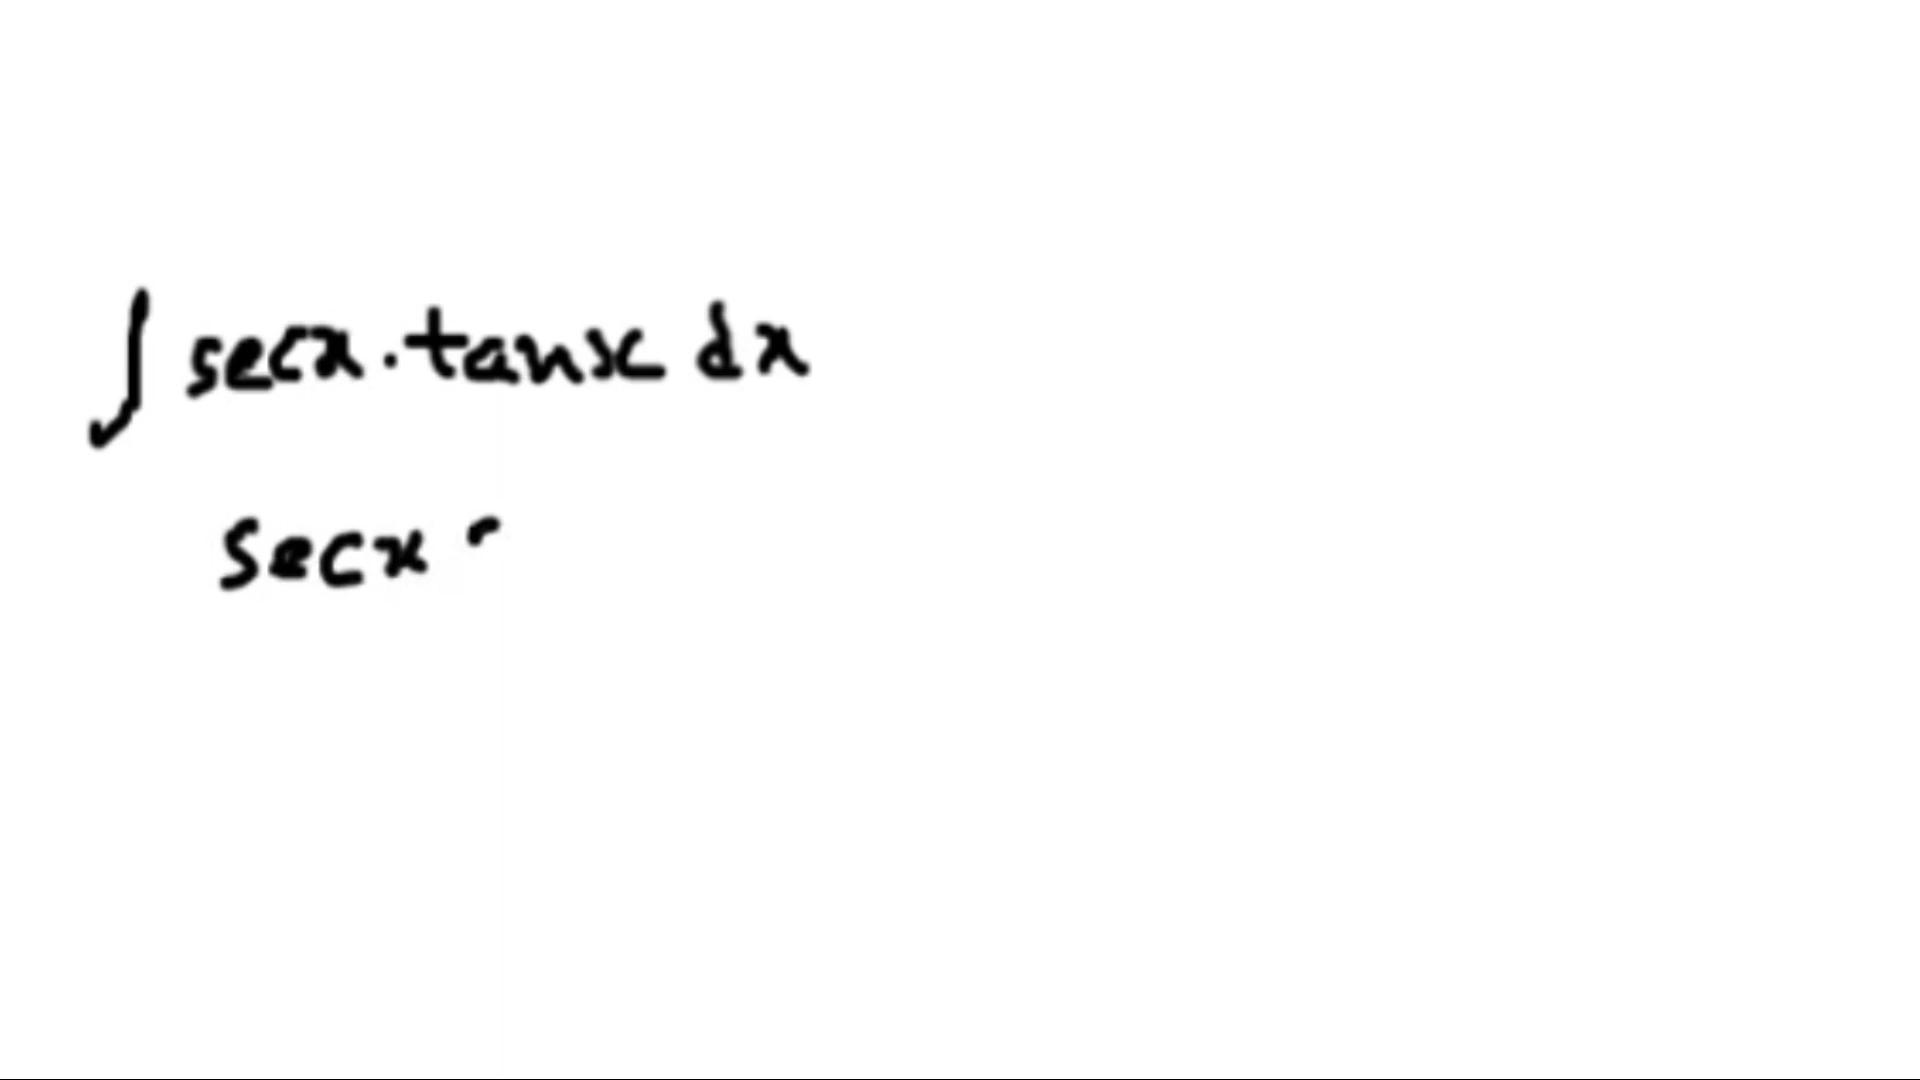 ∫ secx · tanx dx
secx